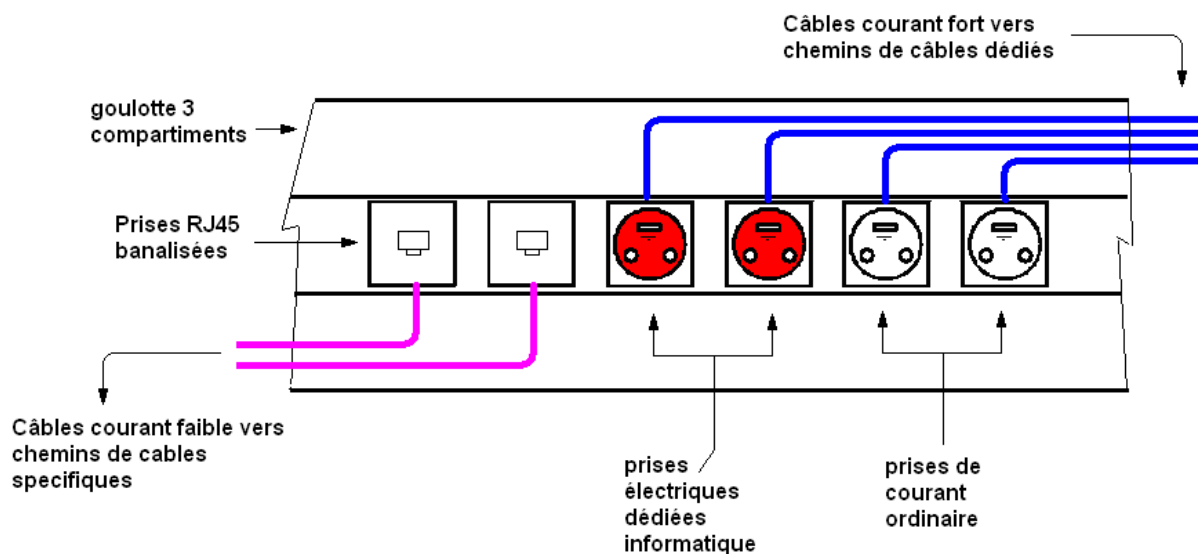 Câbles courant fort vers
chemins de câbles dédiés
goulotte 3
compartiments
Prises RJ45
banalisées
Câbles courant faible vers
chemins de cables
specifiques
prises
électriques
dédiées
informatique
prises de
courant
ordinaire